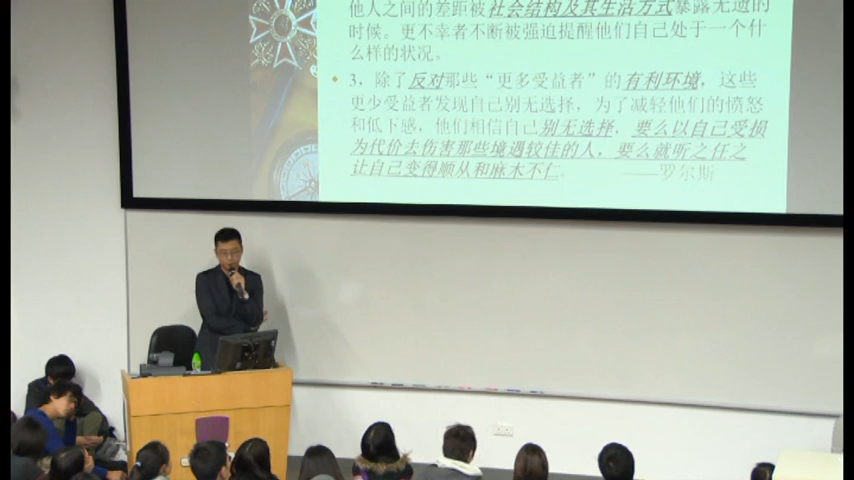 他人之间的差距被社会结构及其生活方式暴露无遗的
时候。更不幸者不断被强迫提醒他们自己处于一个什
么样的状况。
3，除了反对那些“更多受益者”的有利环境，这些
更少受益者发现自己别无选择，为了减轻他们的愤怒
和低下感，他们相信自己别无选择，要么以自己受损
为代价去伤害那些境遇较佳的人，要么就听之任之
让自己变得顺从和麻木不仁。 ——罗尔斯